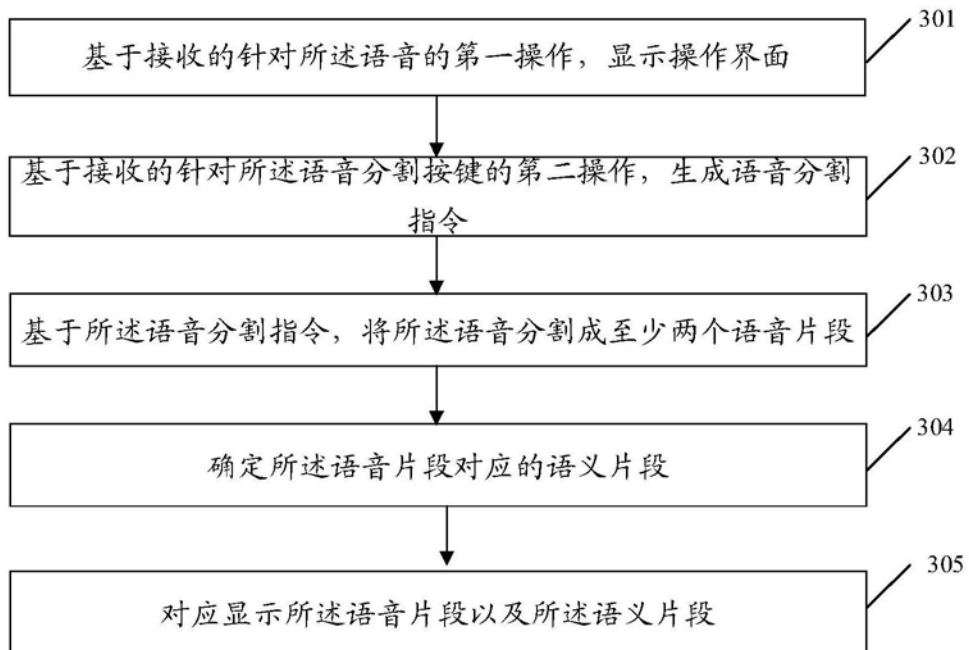 301
基于接收的针对所述语音的第一操作，显示操作界面
302
基于接收的针对所述语音分割按键的第二操作，生成语音分割
指令
303
基于所述语音分割指令，将所述语音分割成至少两个语音片段
304
确定所述语音片段对应的语义片段
305
对应显示所述语音片段以及所述语义片段